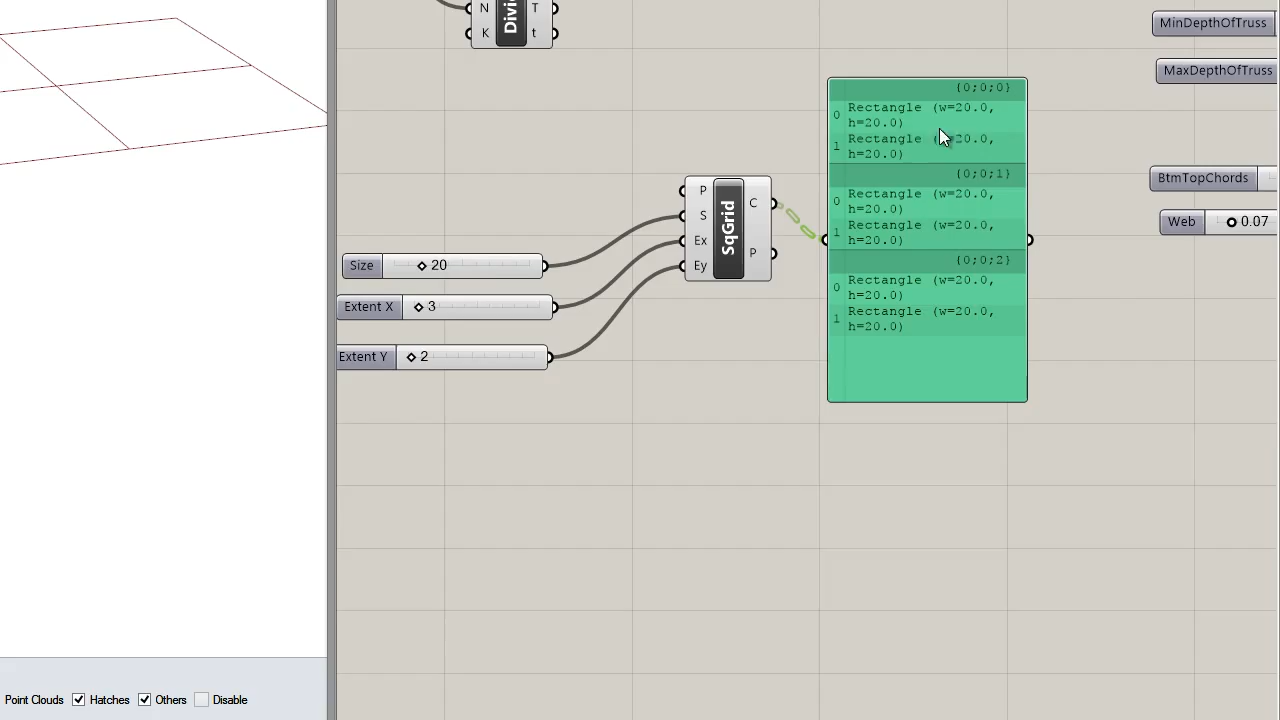 N
T
Divi
K
t
MinDepthOfTruss
MaxDepthOfTruss
{0;0;0}
0 Rectangle (w=20.0,
h=20.0)
1 Rectangle (w=20.0,
h=20.0)
{0;0;1}
0 Rectangle (w=20.0,
h=20.0)
1 Rectangle (w=20.0,
h=20.0)
{0;0;2}
0 Rectangle (w=20.0,
h=20.0)
1 Rectangle (w=20.0,
h=20.0)
BtmTopChords
Web 0.07
P
S
Ex
Ey
SqGrid
C
P
Size 20
Extent X 3
Extent Y 2
Point Clouds Hatches Others Disable